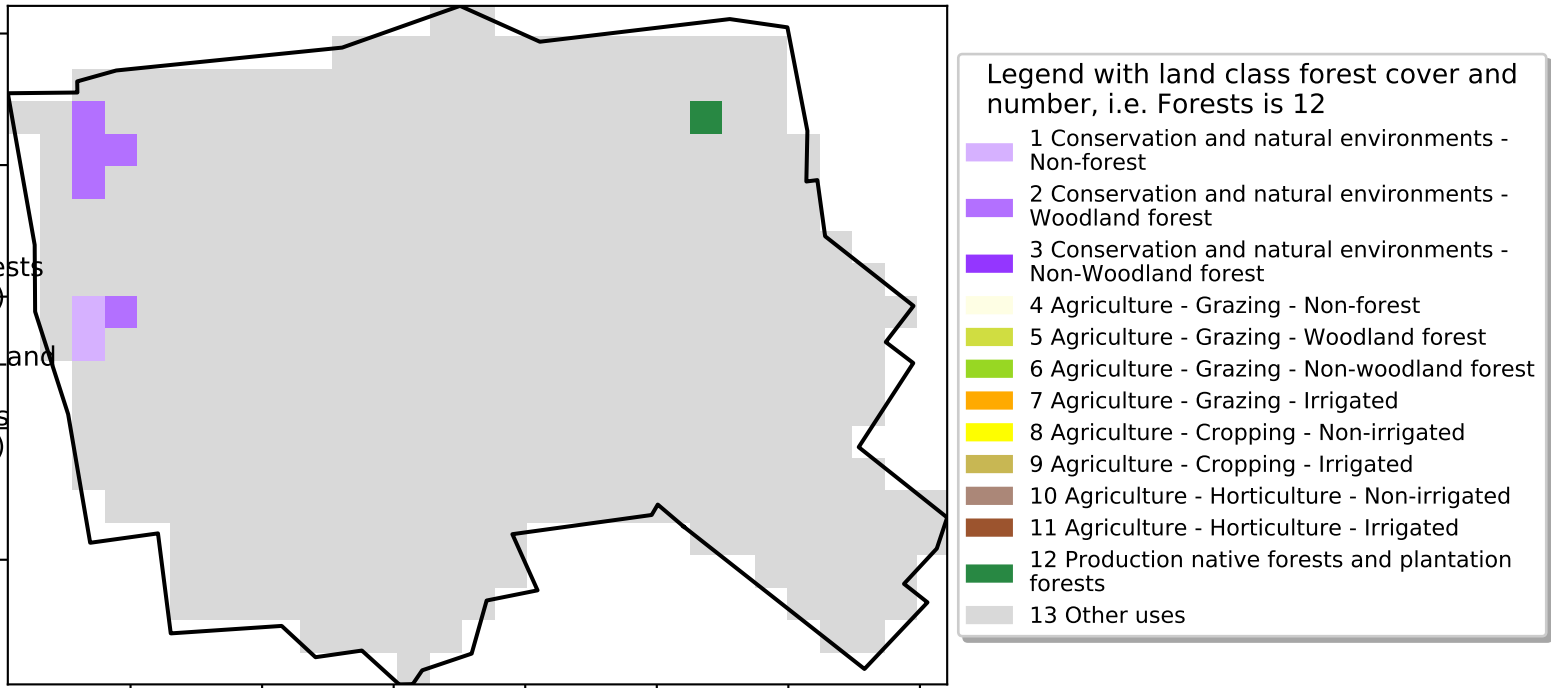 ests
)
Land
s
)
Legend with land class forest cover and
number, i.e. Forests is 12
1 Conservation and natural environments -
Non-forest
2 Conservation and natural environments -
Woodland forest
3 Conservation and natural environments -
Non-Woodland forest
4 Agriculture - Grazing - Non-forest
5 Agriculture - Grazing - Woodland forest
6 Agriculture - Grazing - Non-woodland forest
7 Agriculture - Grazing - Irrigated
8 Agriculture - Cropping - Non-irrigated
9 Agriculture - Cropping - Irrigated
10 Agriculture - Horticulture - Non-irrigated
11 Agriculture - Horticulture - Irrigated
12 Production native forests and plantation
forests
13 Other uses